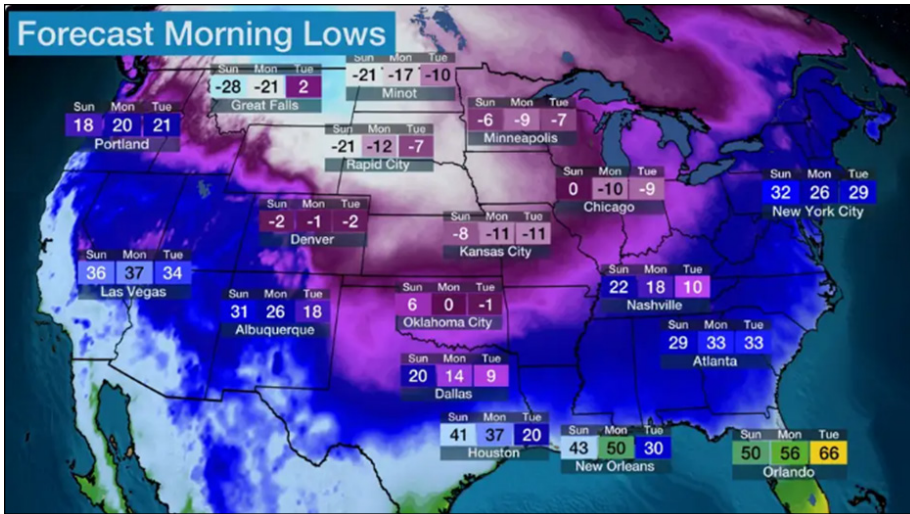 Forecast Morning Lows
Sun Mon Tue
-28 -21 2
Great Falls
Sun Mon Tue
-21 -17 -10
Minot
Sun Mon Tue
18 20 21
Portland
Sun Mon Tue
-6 -9 -7
Minneapolis
Sun Mon Tue
-21 -12 -7
Rapid City
Sun Mon Tue
0 -10 -9
Chicago
Sun Mon Tue
32 26 29
New York City
Sun Mon Tue
-2 -1 -2
Denver
Sun Mon Tue
-8 -11 -11
Kansas City
Sun Mon Tue
36 37 34
Las Vegas
Sun Mon Tue
31 26 18
Albuquerque
Sun Mon Tue
6 0 -1
Oklahoma City
Sun Mon Tue
22 18 10
Nashville
Sun Mon Tue
29 33 33
Atlanta
Sun Mon Tue
20 14 9
Dallas
Sun Mon Tue
41 37 20
Houston
Sun Mon Tue
43 50 30
New Orleans
Sun Mon Tue
50 56 66
Orlando